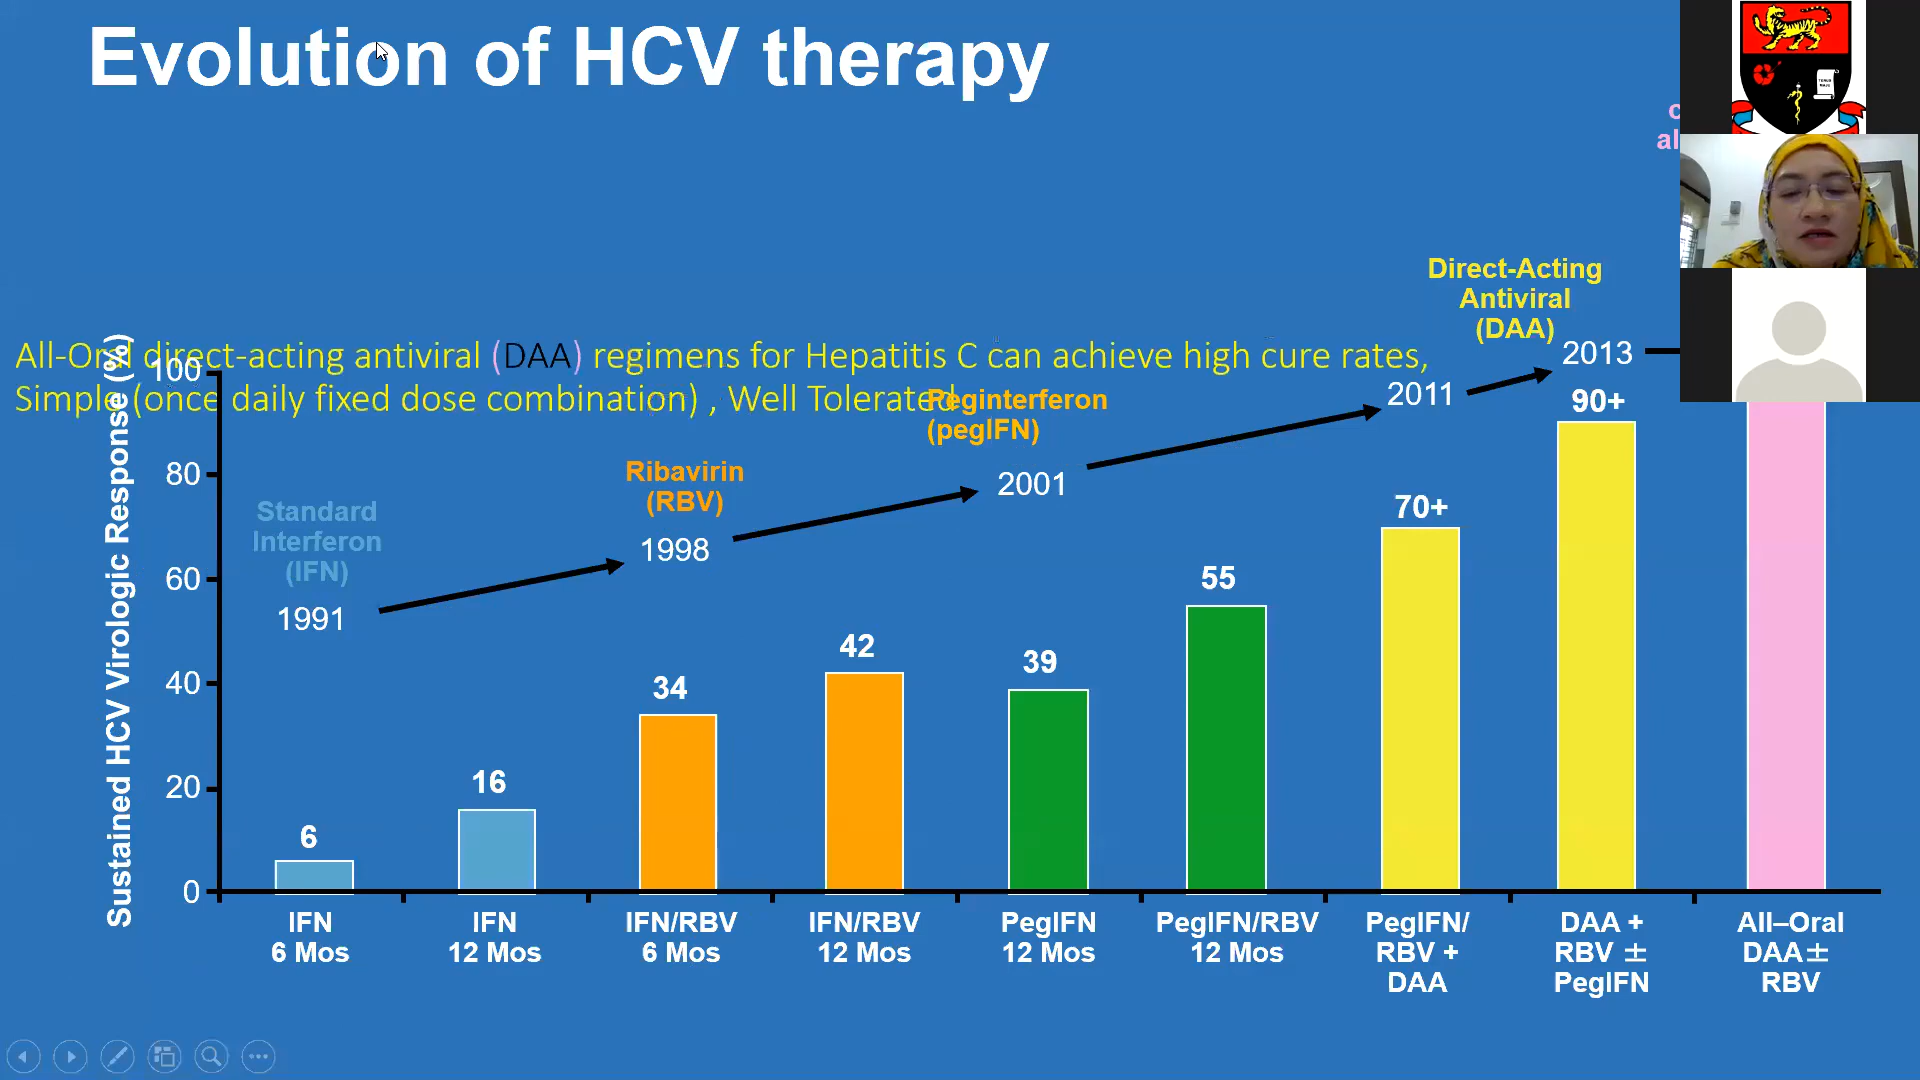 Evolution of HCV therapy
Direct-Acting
Antiviral
(DAA)
All-Oral direct-acting antiviral (DAA) regimens for Hepatitis C can achieve high cure rates,
Simple (once daily fixed dose combination) , Well Tolerated
Sustained HCV Virologic Response (%)
100
80
60
40
20
0
Standard
Interferon
(IFN)
1991
Ribavirin
(RBV)
1998
Peginterferon
(pegIFN)
2001
2011
2013
6
16
34
42
39
55
70+
90+
IFN
6 Mos
IFN
12 Mos
IFN/RBV
6 Mos
IFN/RBV
12 Mos
PegIFN
12 Mos
PegIFN/RBV
12 Mos
PegIFN/
RBV +
DAA
DAA +
RBV ±
PegIFN
All–Oral
DAA±
RBV